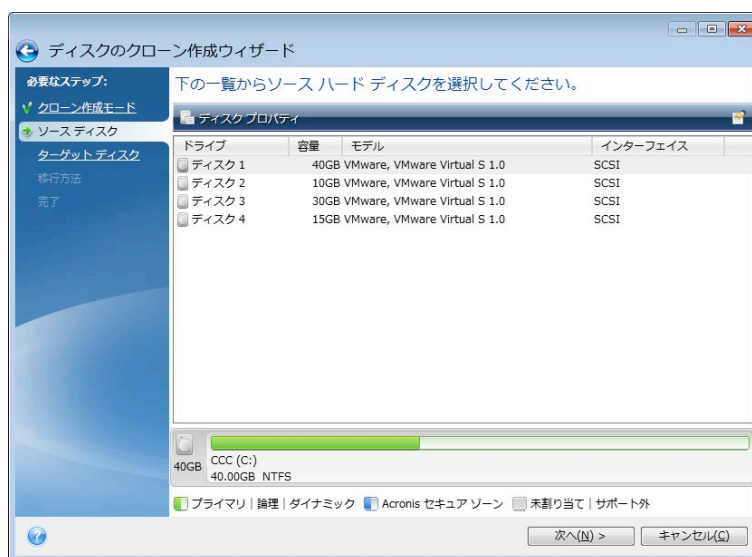 ディスクのクローン作成ウィザード
必要なステップ:
クローン作成モード
ソース ディスク
ターゲット ディスク
移行方法
完了
下の一覧からソース ハード ディスクを選択してください。
ディスク プロパティ
ドライブ 容量 モデル インターフェイス
ディスク 1 40GB VMware, VMware Virtual S 1.0 SCSI
ディスク 2 10GB VMware, VMware Virtual S 1.0 SCSI
ディスク 3 30GB VMware, VMware Virtual S 1.0 SCSI
ディスク 4 15GB VMware, VMware Virtual S 1.0 SCSI
40GB
CCC (C:)
40.00GB NTFS
プライマリ | 論理 | ダイナミック Acronis セキュア ゾーン 未割り当て | サポート外
次へ(N) > キャンセル(C)